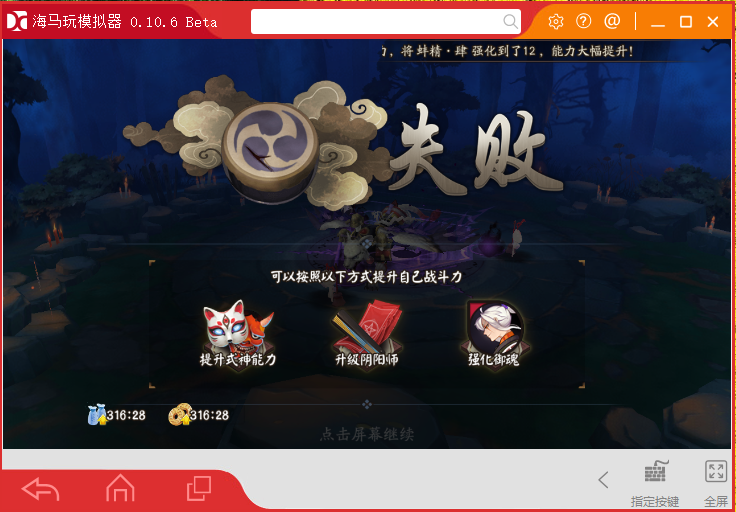 海马玩模拟器 0.10.6 Beta
，将 蚌精·肆 强化到了12，能力大幅提升！
失败
可以按照以下方式提升自己战斗力
提升式神能力
升级阴阳师
强化御魂
316:28
316:28
点击屏幕继续
指定按键
全屏